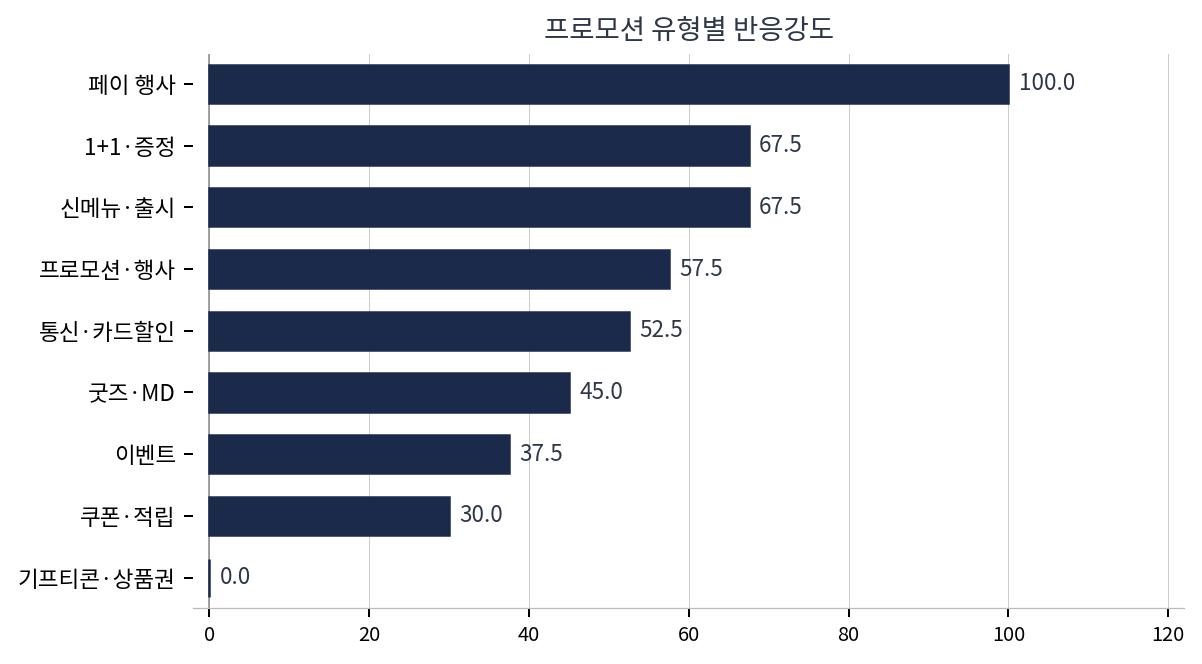 프로모션 유형별 반응강도
페이 행사 100.0
1+1·증정 67.5
신메뉴·출시 67.5
프로모션·행사 57.5
통신·카드할인 52.5
굿즈·MD 45.0
이벤트 37.5
쿠폰·적립 30.0
기프티콘·상품권 0.0
0 20 40 60 80 100 120